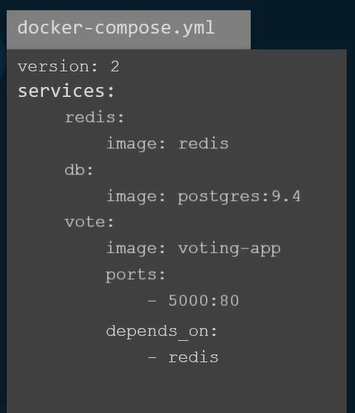 docker-compose.yml
version: 2
services:
redis:
image: redis
db:
image: postgres:9.4
vote:
image: voting-app
ports:
- 5000:80
depends_on:
- redis